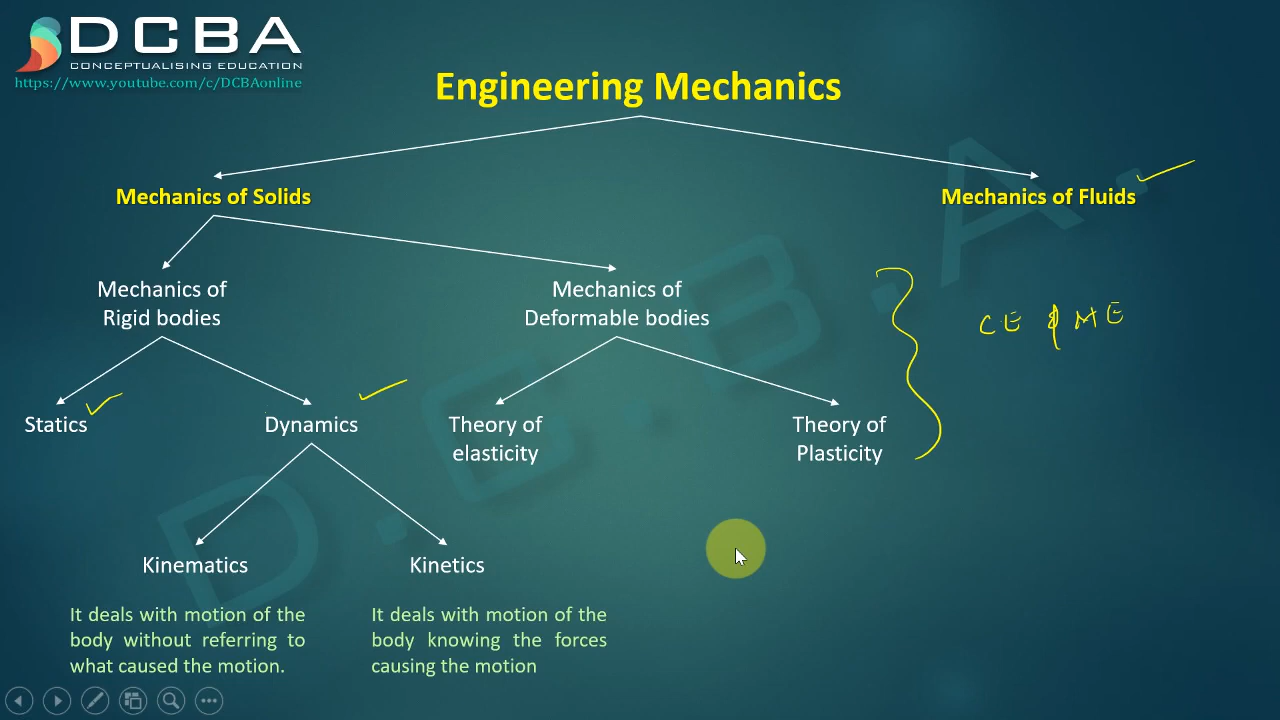 DCBA
CONCEPTUALISING EDUCATION
https://www.youtube.com/c/DCBAonline
Engineering Mechanics
Mechanics of Solids
Mechanics of Fluids
Mechanics of
Rigid bodies
Mechanics of
Deformable bodies
CE & ME
Statics
Dynamics
Theory of
elasticity
Theory of
Plasticity
Kinematics
Kinetics
It deals with motion of the
body without referring to
what caused the motion.
It deals with motion of the
body knowing the forces
causing the motion
D.C.B.A.